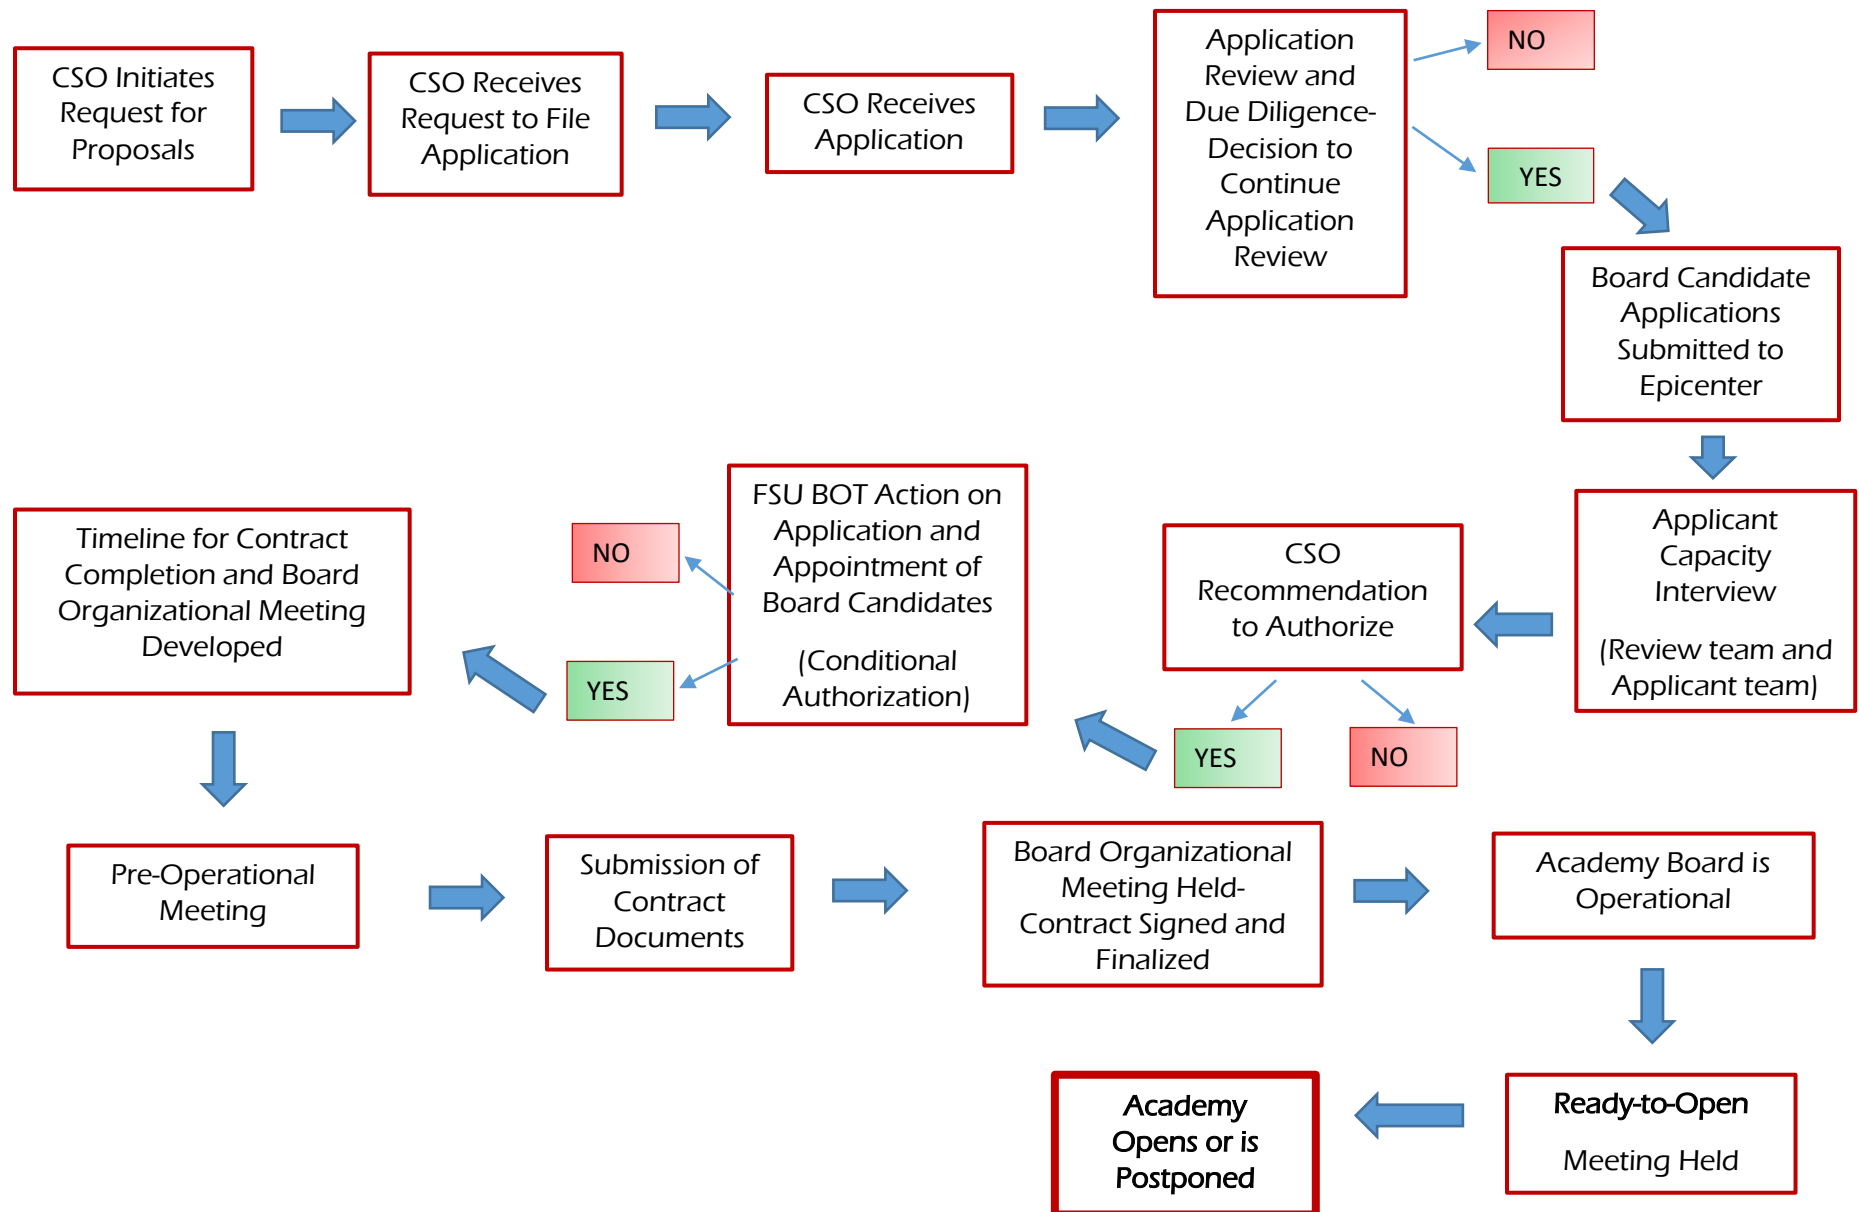 CSO Initiates
Request for
Proposals
CSO Receives
Request to File
Application
CSO Receives
Application
Application
Review and
Due Diligence-
Decision to
Continue
Application
Review
NO
YES
Board Candidate
Applications
Submitted to
Epicenter
Applicant
Capacity
Interview
(Review team and
Applicant team)
CSO
Recommendation
to Authorize
YES
NO
FSU BOT Action on
Application and
Appointment of
Board Candidates
(Conditional
Authorization)
NO
YES
Timeline for Contract
Completion and Board
Organizational Meeting
Developed
Pre-Operational
Meeting
Submission of
Contract
Documents
Board Organizational
Meeting Held-
Contract Signed and
Finalized
Academy Board is
Operational
Ready-to-Open
Meeting Held
Academy
Opens or is
Postponed